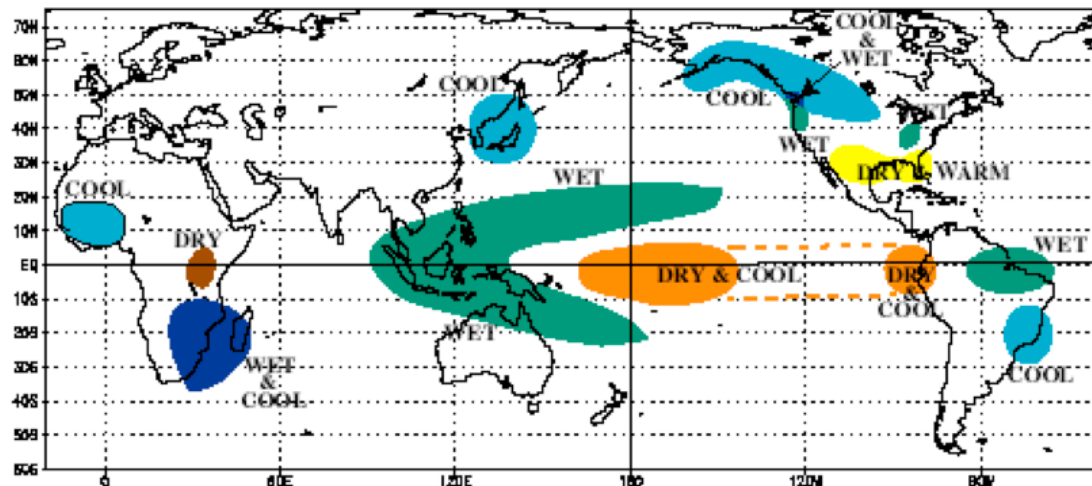 70N
60N
50N
40N
30N
20N
10N
EQ
10S
20S
30S
40S
50S
60S
0
60E
120E
180
120W
60W
COOL
DRY
WET
&
COOL
COOL
WET
WET
DRY & COOL
COOL
COOL
&
WET
WET
WET
DRY & WARM
DRY
&
COOL
WET
COOL